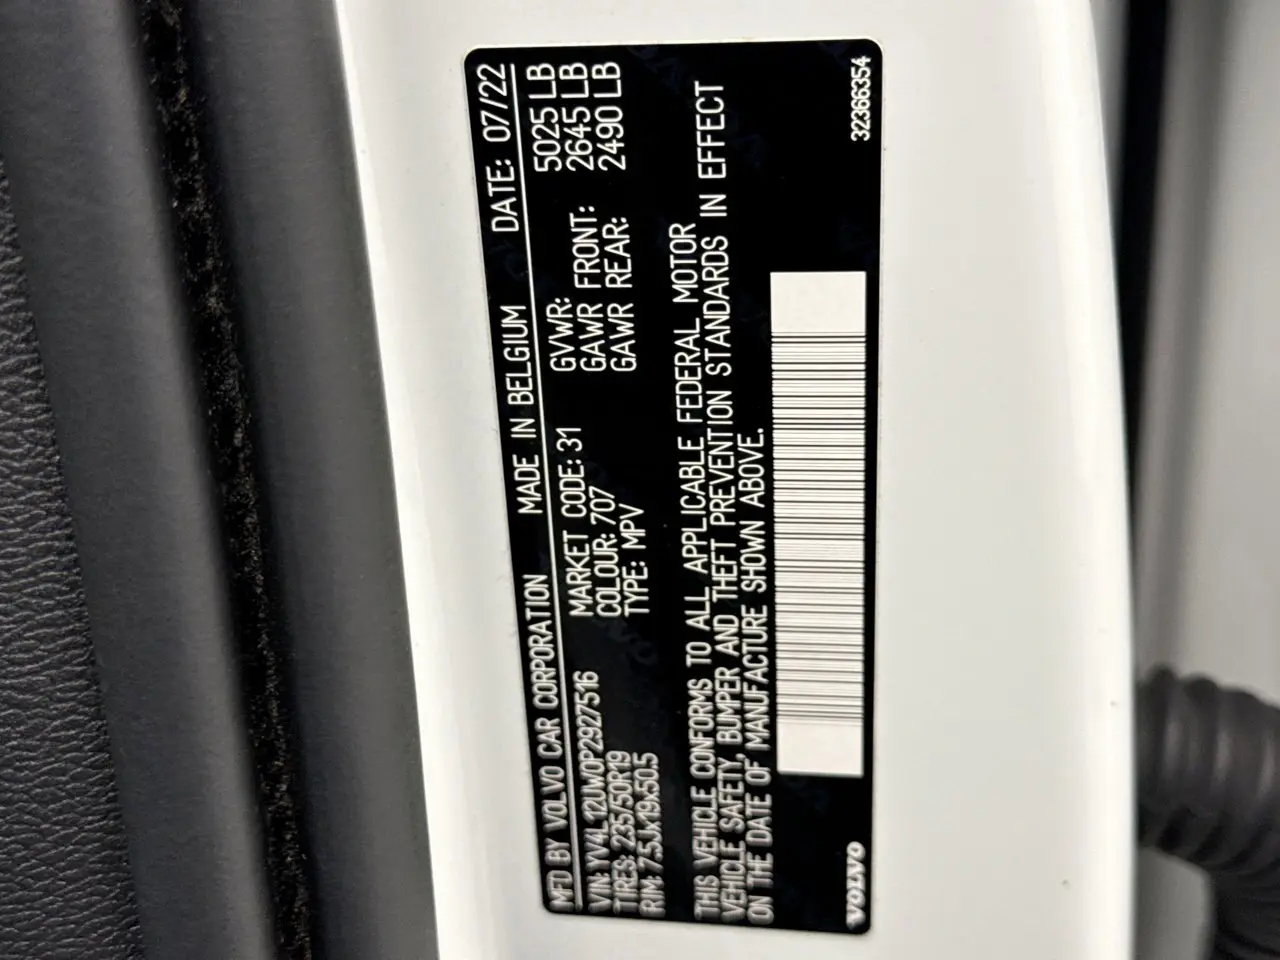 MFD BY VOLVO CAR CORPORATION MADE IN BELGIUM DATE: 07/22
VIN: YV4L12UW0P2927516 MARKET CODE: 31 GVWR: 5025 LB
TIRES: 235/50R19 COLOUR: 707 GAWR FRONT: 2645 LB
RIM: 7.5Jx19x50.5 TYPE: MPV GAWR REAR: 2490 LB
THIS VEHICLE CONFORMS TO ALL APPLICABLE FEDERAL MOTOR
VEHICLE SAFETY, BUMPER AND THEFT PREVENTION STANDARDS IN EFFECT
ON THE DATE OF MANUFACTURE SHOWN ABOVE.
VOLVO 32366354